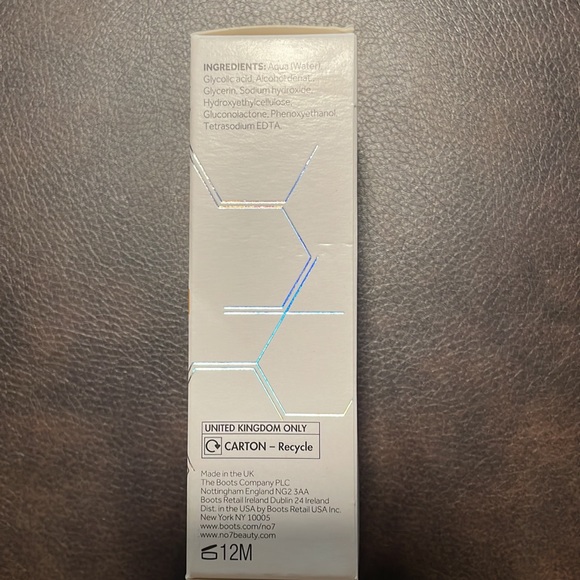 INGREDIENTS: Aqua (Water),
Glycolic acid, Alcohol denat.,
Glycerin, Sodium hydroxide,
Hydroxyethylcellulose,
Gluconolactone, Phenoxyethanol,
Tetrasodium EDTA.
UNITED KINGDOM ONLY
CARTON – Recycle
Made in the UK
The Boots Company PLC
Nottingham England NG2 3AA
Boots Retail Ireland Dublin 24 Ireland
Dist. in the USA by Boots Retail USA Inc.
New York NY 10005
www.boots.com/no7
www.no7beauty.com
12M